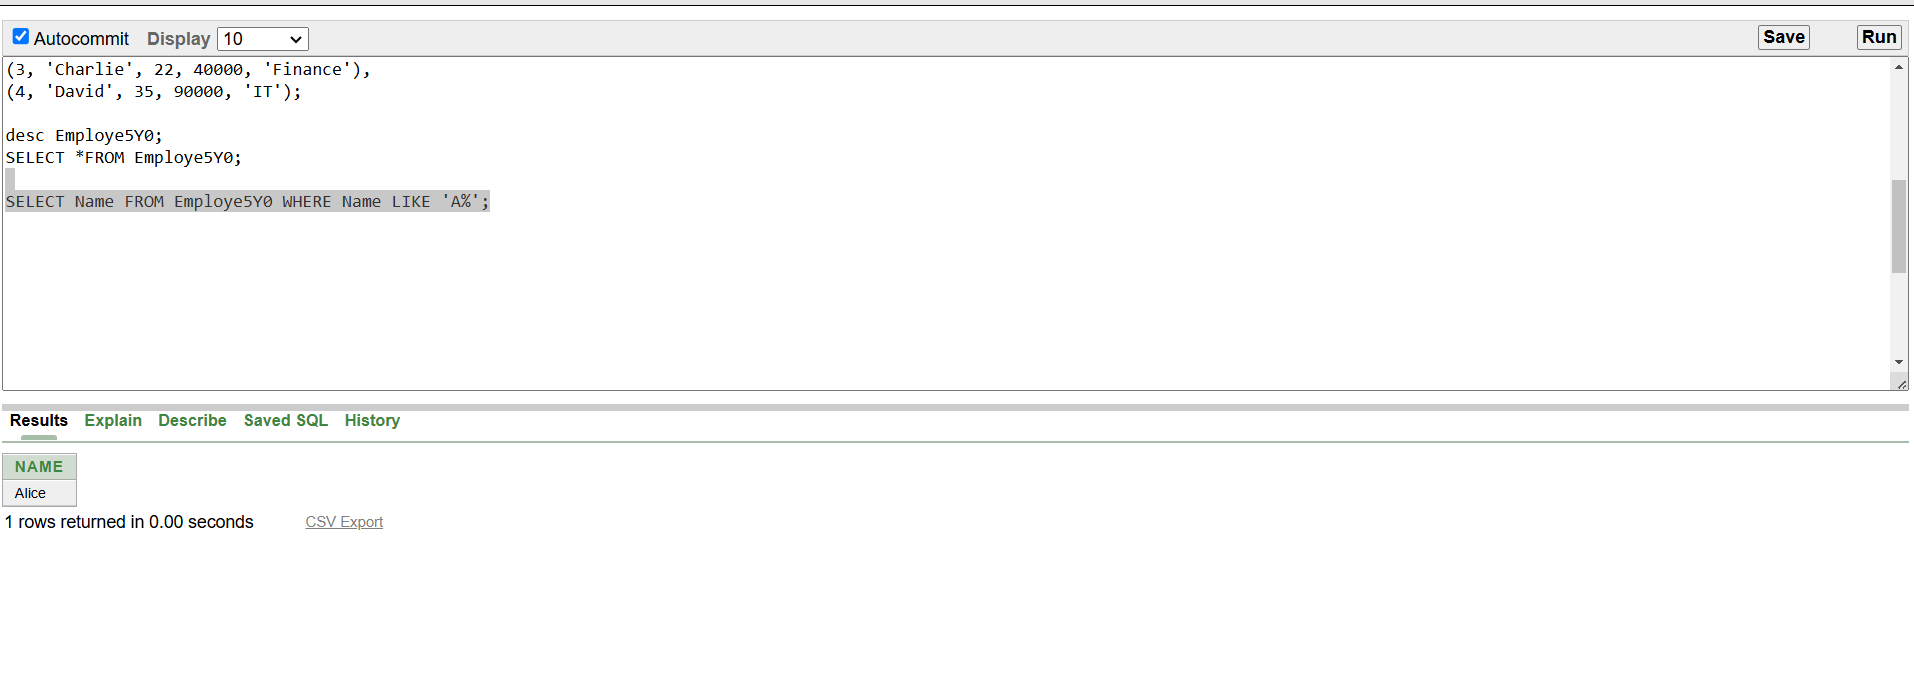 Autocommit Display 10 Save Run
(3, 'Charlie', 22, 40000, 'Finance'),
(4, 'David', 35, 90000, 'IT');
desc Employe5Y0;
SELECT *FROM Employe5Y0;
SELECT Name FROM Employe5Y0 WHERE Name LIKE 'A%';
Results Explain Describe Saved SQL History
NAME
Alice
1 rows returned in 0.00 seconds CSV Export